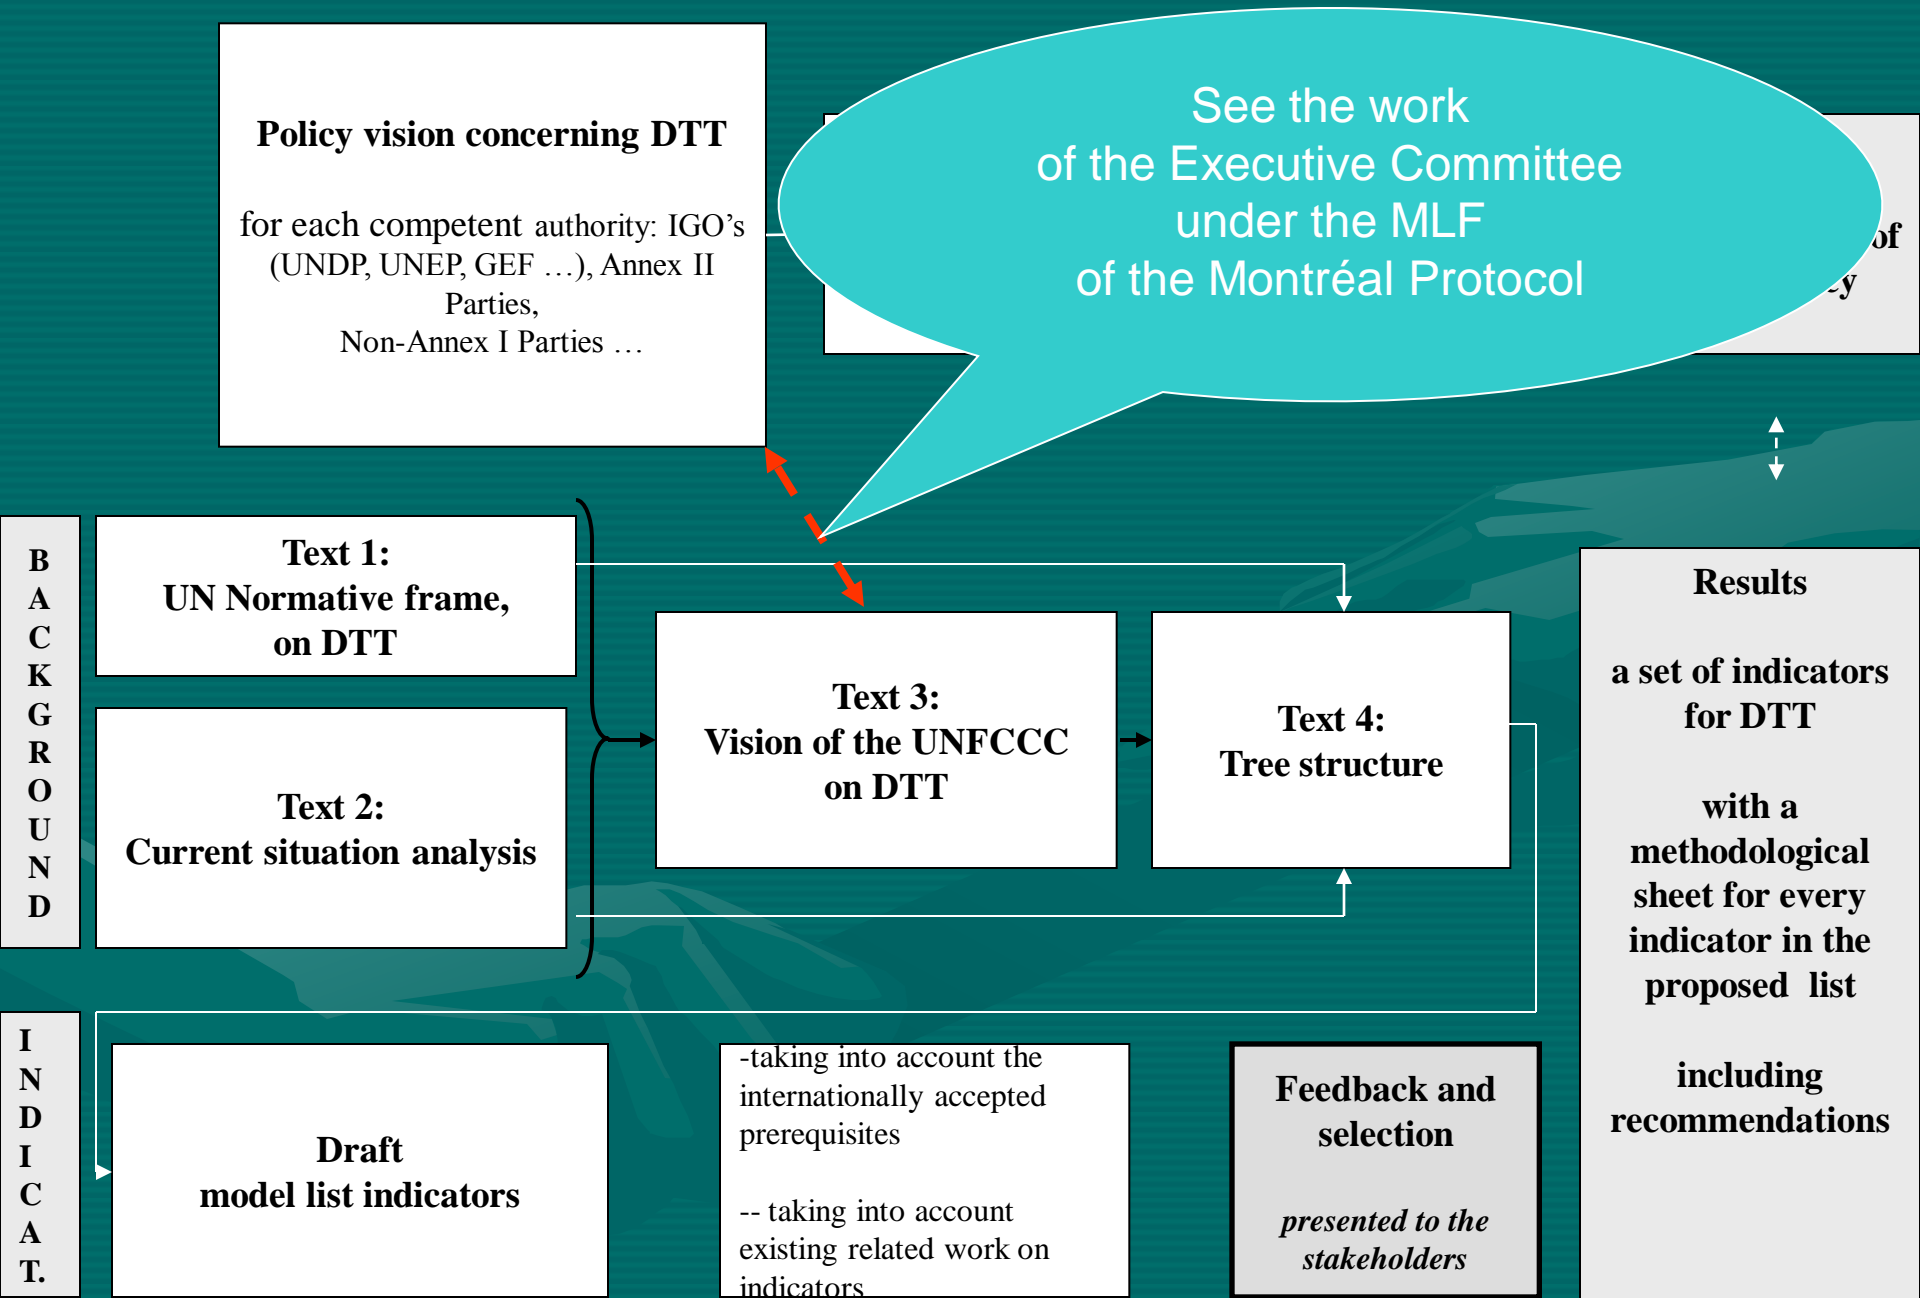 Policy vision concerning DTT
for each competent authority: IGO’s
(UNDP, UNEP, GEF …), Annex II
Parties,
Non-Annex I Parties …
See the work
of the Executive Committee
under the MLF
of the Montréal Protocol
of
BACKGROUND
Text 1:
UN Normative frame,
on DTT
Text 2:
Current situation analysis
Text 3:
Vision of the UNFCCC
on DTT
Text 4:
Tree structure
Results
a set of indicators
for DTT
with a
methodological
sheet for every
indicator in the
proposed list
including
recommendations
INDICAT.
Draft
model list indicators
-taking into account the
internationally accepted
prerequisites
-- taking into account
existing related work on
indicators
Feedback and
selection
presented to the
stakeholders